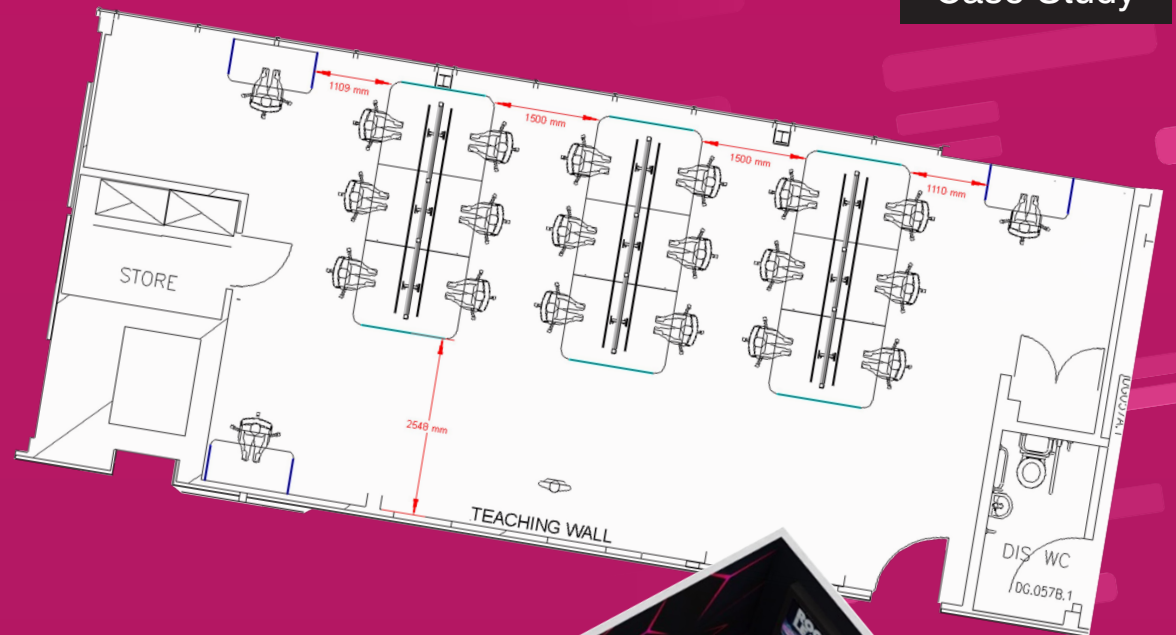 Case Study
1109 mm
1500 mm
1500 mm
1110 mm
STORE
2548 mm
TEACHING WALL
DIS WC
DG.057B.1